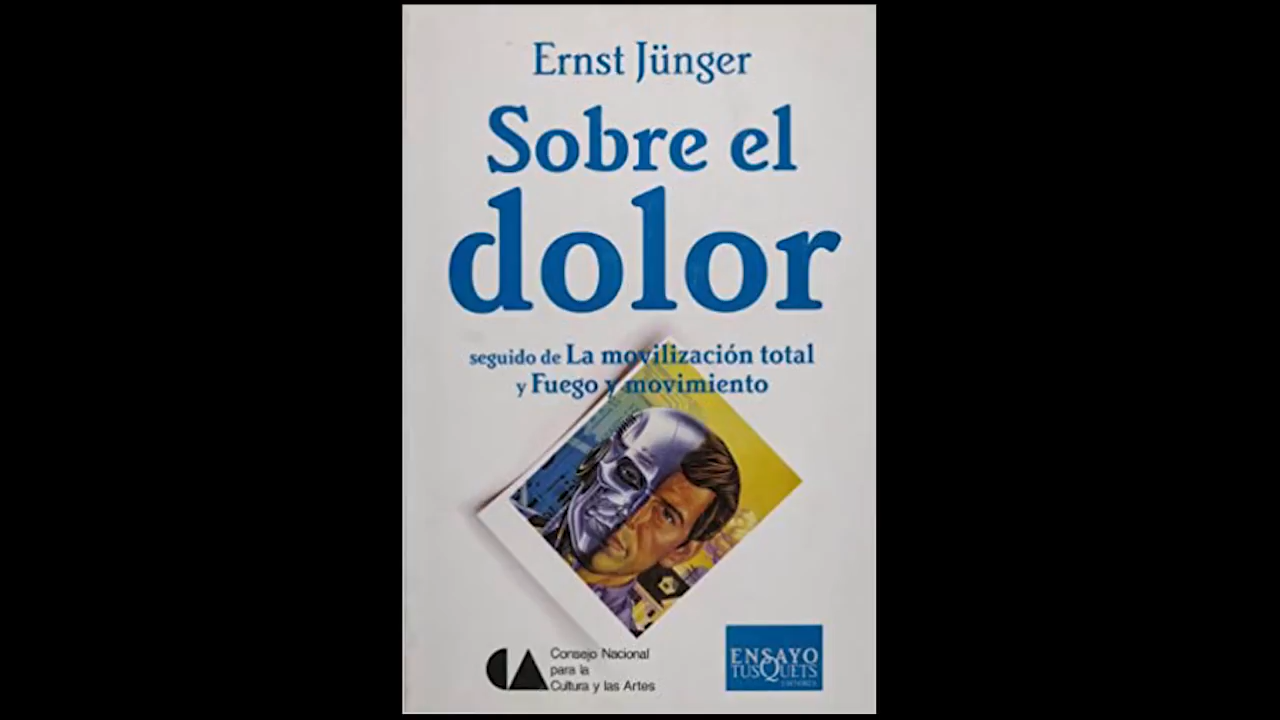 Ernst Jünger
Sobre el
dolor
seguido de La movilización total
y Fuego y movimiento
Consejo Nacional
para la
Cultura y las Artes
ENSAYO
TUSQUETS
EDITORES